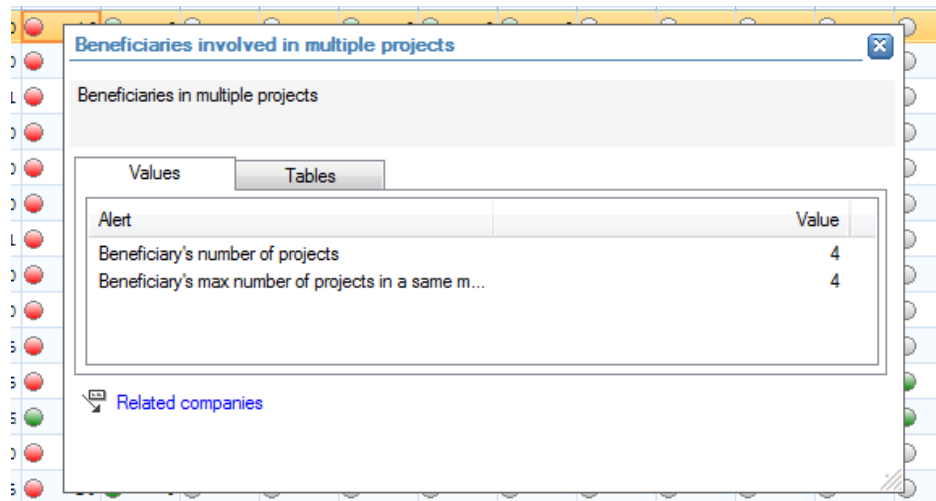 Beneficiaries involved in multiple projects
Beneficiaries in multiple projects
Values Tables
Alert Value
Beneficiary's number of projects 4
Beneficiary's max number of projects in a same m... 4
Related companies